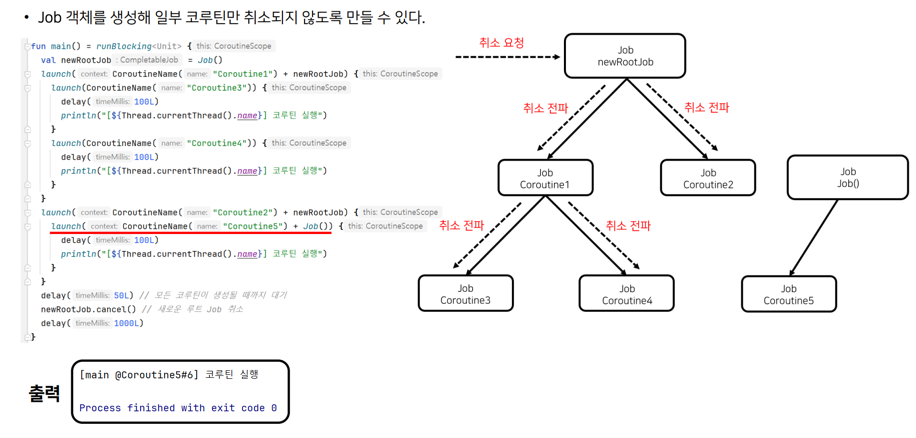 • Job 객체를 생성해 일부 코루틴만 취소되지 않도록 만들 수 있다.
fun main() = runBlocking<Unit> { this: CoroutineScope
val newRootJob : CompletableJob = Job()
launch( context: CoroutineName( name: "Coroutine1") + newRootJob) { this: CoroutineScope
launch(CoroutineName( name: "Coroutine3")) { this: CoroutineScope
delay( timeMillis: 100L)
println("[${Thread.currentThread().name}] 코루틴 실행")
}
launch(CoroutineName( name: "Coroutine4")) { this: CoroutineScope
delay( timeMillis: 100L)
println("[${Thread.currentThread().name}] 코루틴 실행")
}
}
launch( context: CoroutineName( name: "Coroutine2") + newRootJob) { this: CoroutineScope
launch( context: CoroutineName( name: "Coroutine5") + Job()) { this: CoroutineScope
delay( timeMillis: 100L)
println("[${Thread.currentThread().name}] 코루틴 실행")
}
}
delay( timeMillis: 50L) // 모든 코루틴이 생성될 때까지 대기
newRootJob.cancel() // 새로운 루트 Job 취소
delay( timeMillis: 1000L)
}
취소 요청
Job
newRootJob
취소 전파
취소 전파
Job
Coroutine1
Job
Coroutine2
Job
Job()
취소 전파
취소 전파
Job
Coroutine3
Job
Coroutine4
Job
Coroutine5
출력
[main @Coroutine5#6] 코루틴 실행
Process finished with exit code 0